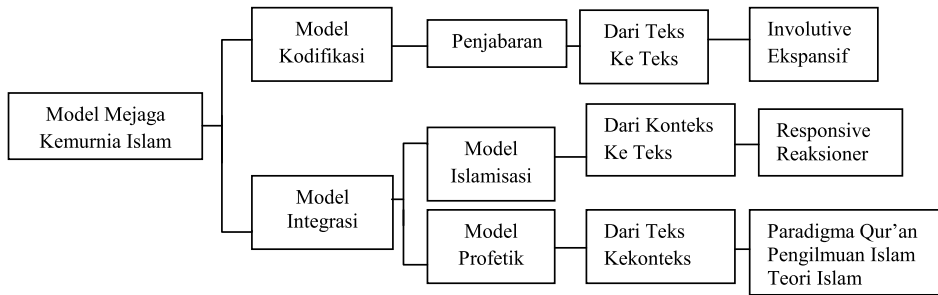 Model Mejaga
Kemurnia Islam
Model
Kodifikasi
Penjabaran
Dari Teks
Ke Teks
Involutive
Ekspansif
Model
Integrasi
Model
Islamisasi
Dari Konteks
Ke Teks
Responsive
Reaksioner
Model
Profetik
Dari Teks
Kekonteks
Paradigma Qur’an
Pengilmuan Islam
Teori Islam